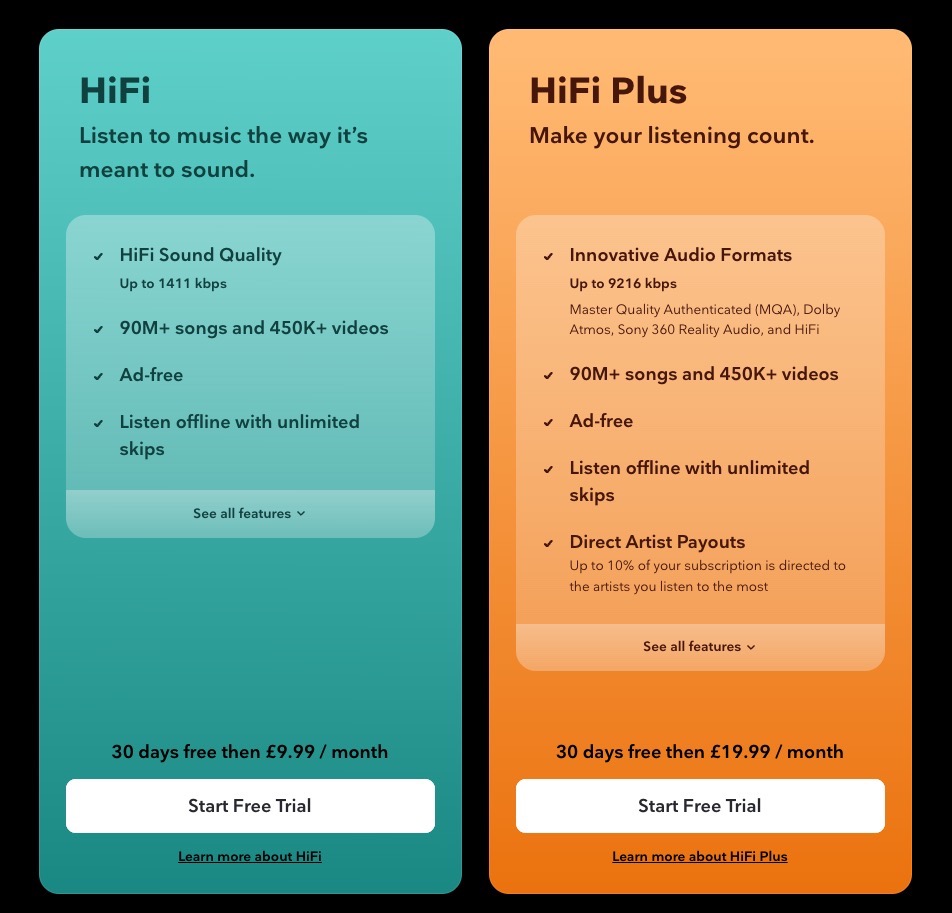 HiFi
Listen to music the way it’s
meant to sound.
HiFi Sound Quality
Up to 1411 kbps
90M+ songs and 450K+ videos
Ad-free
Listen offline with unlimited
skips
See all features
30 days free then £9.99 / month
Start Free Trial
Learn more about HiFi
HiFi Plus
Make your listening count.
Innovative Audio Formats
Up to 9216 kbps
Master Quality Authenticated (MQA), Dolby
Atmos, Sony 360 Reality Audio, and HiFi
90M+ songs and 450K+ videos
Ad-free
Listen offline with unlimited
skips
Direct Artist Payouts
Up to 10% of your subscription is directed to
the artists you listen to the most
See all features
30 days free then £19.99 / month
Start Free Trial
Learn more about HiFi Plus